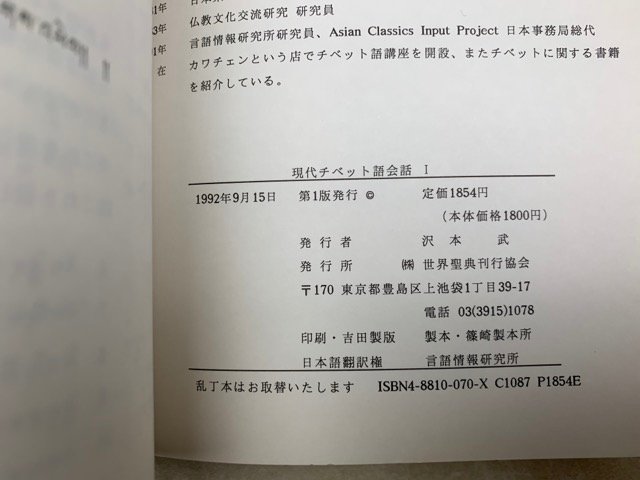 1年
3年 仏教文化交流研究 研究員
1年 言語情報研究所研究員、Asian Classics Input Project 日本事務局総代
在 カワチェンという店でチベット語講座を開設、またチベットに関する書籍
を紹介している。
現代チベット語会話 I
1992年9月15日 第1版発行 © 定価1854円
(本体価格1800円)
発行者 沢本 武
発行所 ㈱ 世界聖典刊行協会
〒170 東京都豊島区上池袋1丁目39-17
電話 03(3915)1078
印刷・吉田製版 製本・篠崎製本所
日本語翻訳権 言語情報研究所
乱丁本はお取替いたします ISBN4-8810-070-X C1087 P1854E